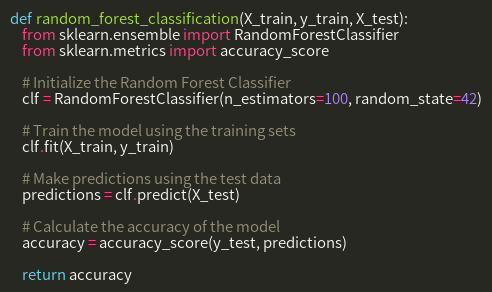 def random_forest_classification(X_train, y_train, X_test):
    from sklearn.ensemble import RandomForestClassifier
    from sklearn.metrics import accuracy_score

    # Initialize the Random Forest Classifier
    clf = RandomForestClassifier(n_estimators=100, random_state=42)

    # Train the model using the training sets
    clf.fit(X_train, y_train)

    # Make predictions using the test data
    predictions = clf.predict(X_test)

    # Calculate the accuracy of the model
    accuracy = accuracy_score(y_test, predictions)

    return accuracy